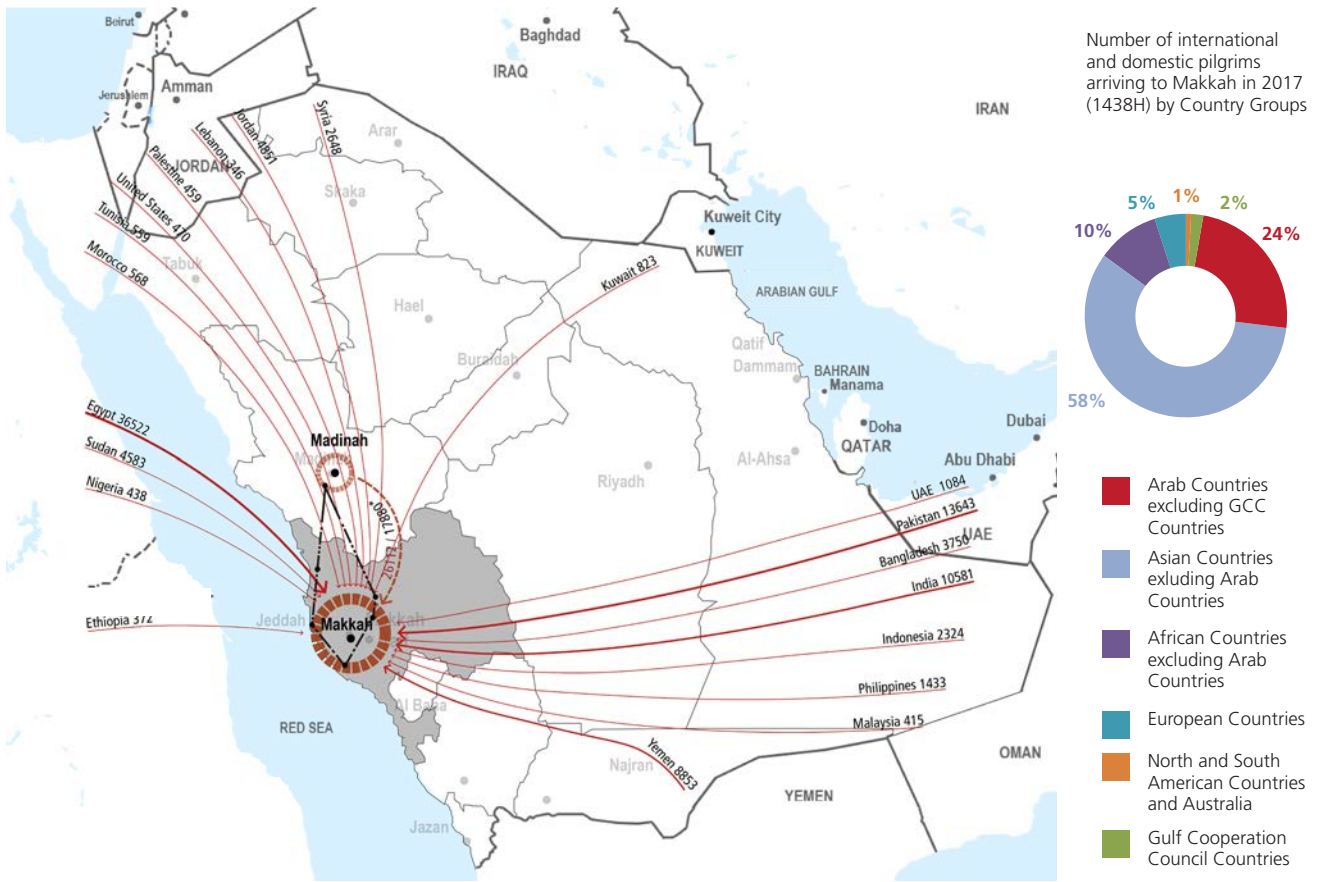 Beirut
Baghdad
IRAQ
IRAN
Amman
Jerusalem
JORDAN
Arar
Skaka
Tabuk
Hael
Buraidah
Kuwait City
KUWAIT
ARABIAN GULF
Qatif
Dammam
BAHRAIN
Manama
Doha
QATAR
Dubai
Abu Dhabi
UAE
Al-Ahsa
Riyadh
Madinah
Jeddah
Makkah
Al Baha
RED SEA
Najran
Jazan
YEMEN
OMAN
Syria 2648
Jordan 4851
Lebanon 346
Palestine 459
United States 470
Tunisia 559
Morocco 568
Kuwait 823
Egypt 36522
Sudan 4583
Nigeria 438
Ethiopia 372
UAE 1084
Pakistan 13643
Bangladesh 3750
India 10581
Indonesia 2324
Philippines 1433
Malaysia 415
Yemen 8853
Number of international
and domestic pilgrims
arriving to Makkah in 2017
(1438H) by Country Groups
5%
1%
2%
10%
24%
58%
Arab Countries
excluding GCC
Countries
Asian Countries
exluding Arab
Countries
African Countries
excluding Arab
Countries
European Countries
North and South
American Countries
and Australia
Gulf Cooperation
Council Countries